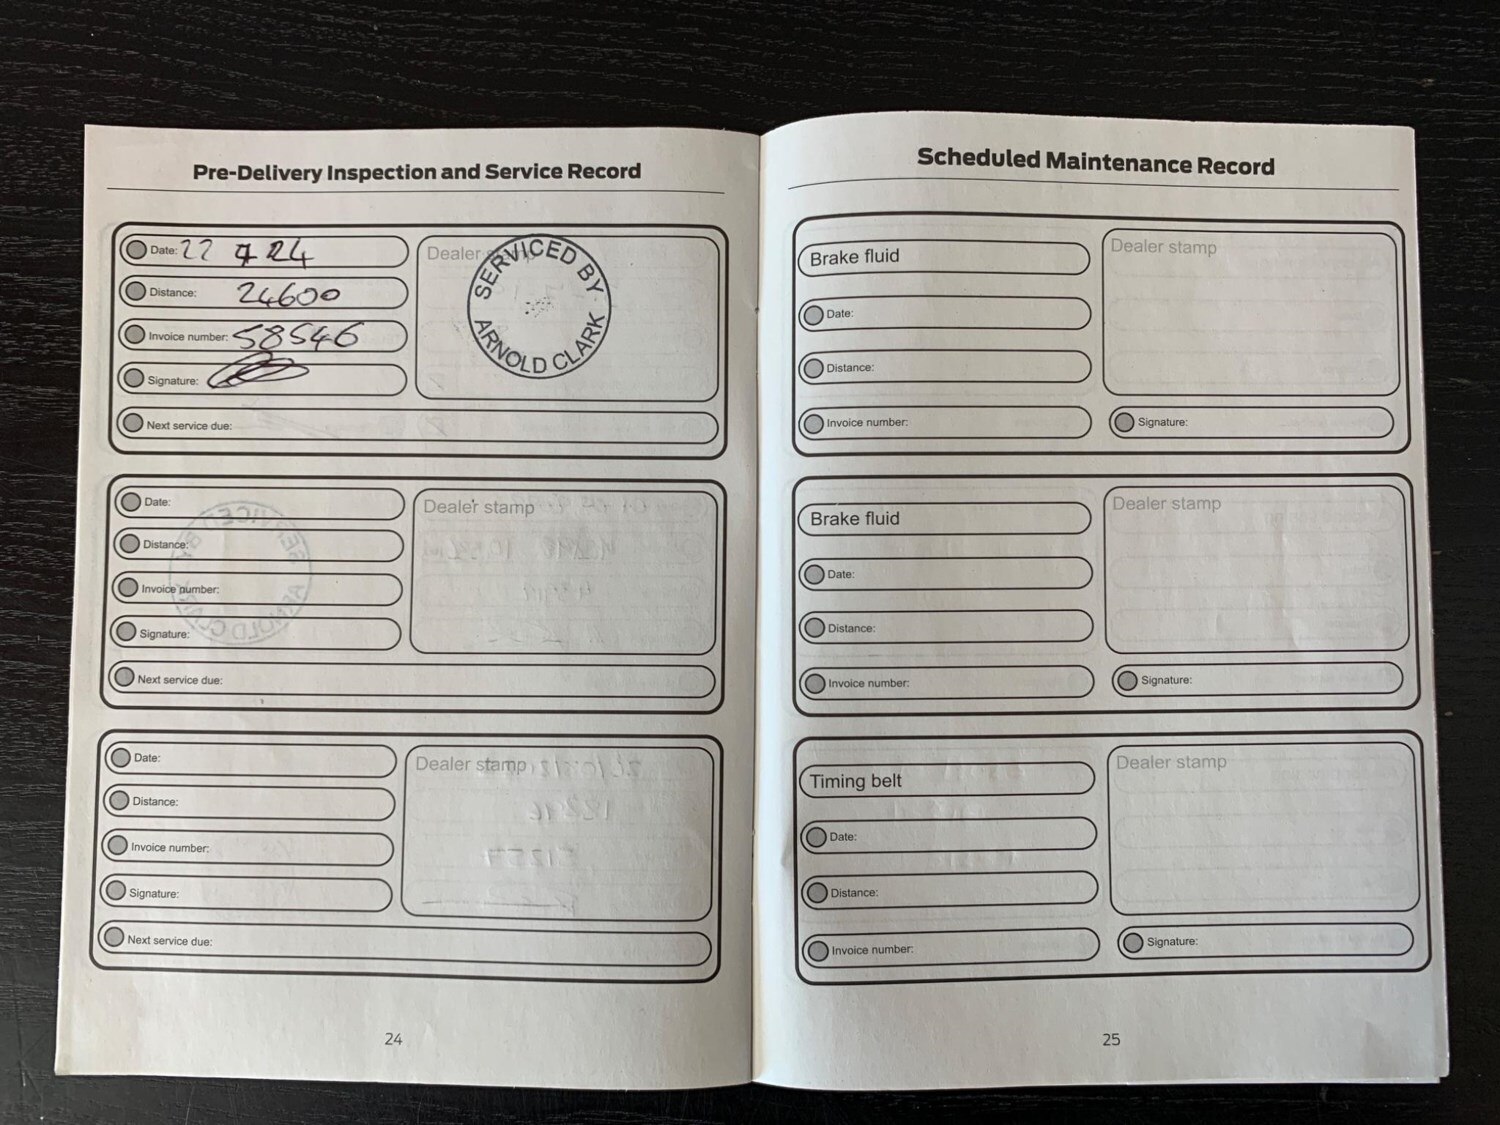 Pre-Delivery Inspection and Service Record
Date: 22 4 24
Distance: 24600
Invoice number: 58546
Signature:
Next service due:
Dealer stamp
SERVICED BY
ARNOLD CLARK
Date:
Distance:
Invoice number:
Signature:
Next service due:
Dealer stamp
Date:
Distance:
Invoice number:
Signature:
Next service due:
Dealer stamp
24
Scheduled Maintenance Record
Brake fluid
Date:
Distance:
Invoice number:
Dealer stamp
Signature:
Brake fluid
Date:
Distance:
Invoice number:
Dealer stamp
Signature:
Timing belt
Date:
Distance:
Invoice number:
Dealer stamp
Signature:
25